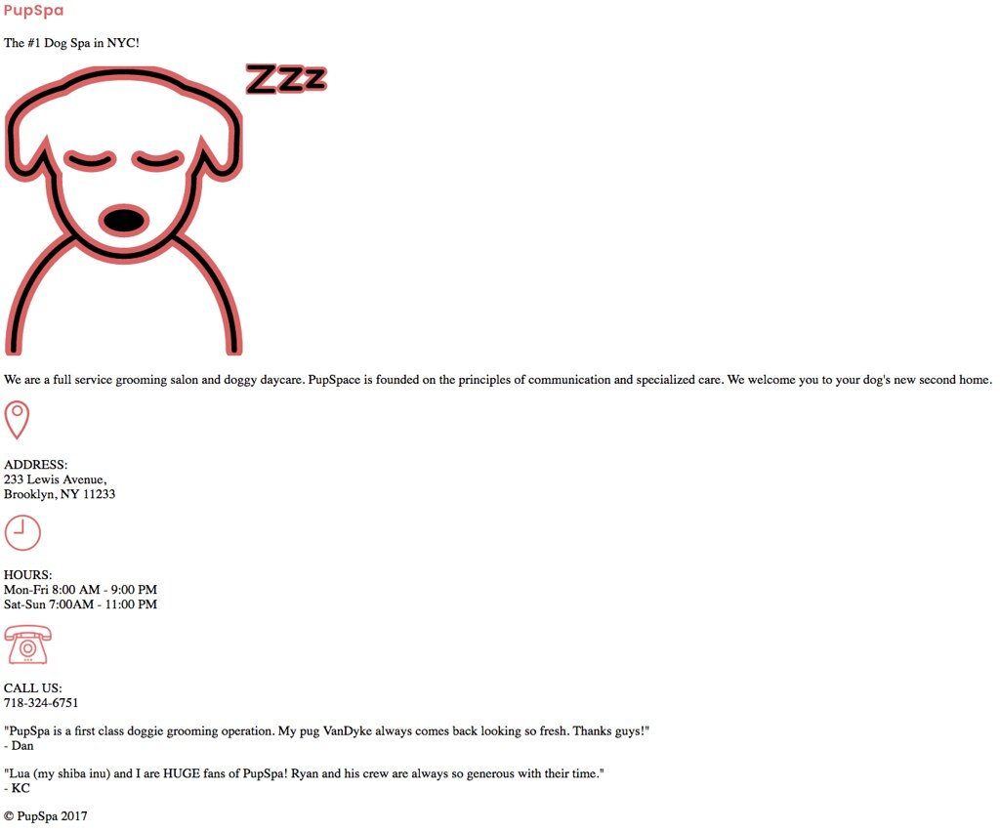 PupSpa
The #1 Dog Spa in NYC!
ZZZ
We are a full service grooming salon and doggy daycare. PupSpace is founded on the principles of communication and specialized care. We welcome you to your dog's new second home.
ADDRESS:
233 Lewis Avenue,
Brooklyn, NY 11233
HOURS:
Mon-Fri 8:00 AM - 9:00 PM
Sat-Sun 7:00AM - 11:00 PM
CALL US:
718-324-6751
"PupSpa is a first class doggie grooming operation. My pug VanDyke always comes back looking so fresh. Thanks guys!"
- Dan
"Lua (my shiba inu) and I are HUGE fans of PupSpa! Ryan and his crew are always so generous with their time."
- KC
© PupSpa 2017